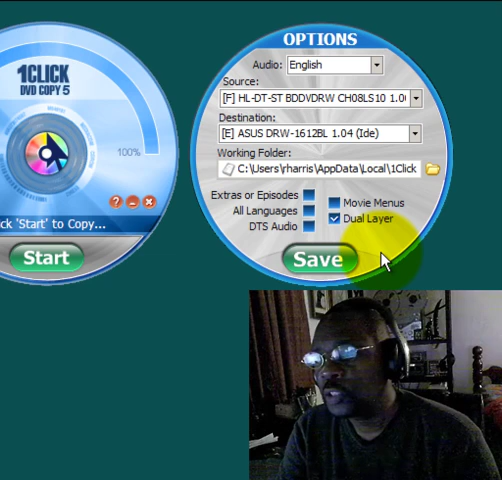 1CLICK
DVD COPY 5
100%
ck 'Start' to Copy...
Start
OPTIONS
Audio: English
Source:
[F] HL-DT-ST BDDVDRW CH08LS10 1.0
Destination:
[E] ASUS DRW-1612BL 1.04 (Ide)
Working Folder:
C:\Users\rharris\AppData\Local\1Click
Extras or Episodes
All Languages
DTS Audio
Movie Menus
Dual Layer
Save